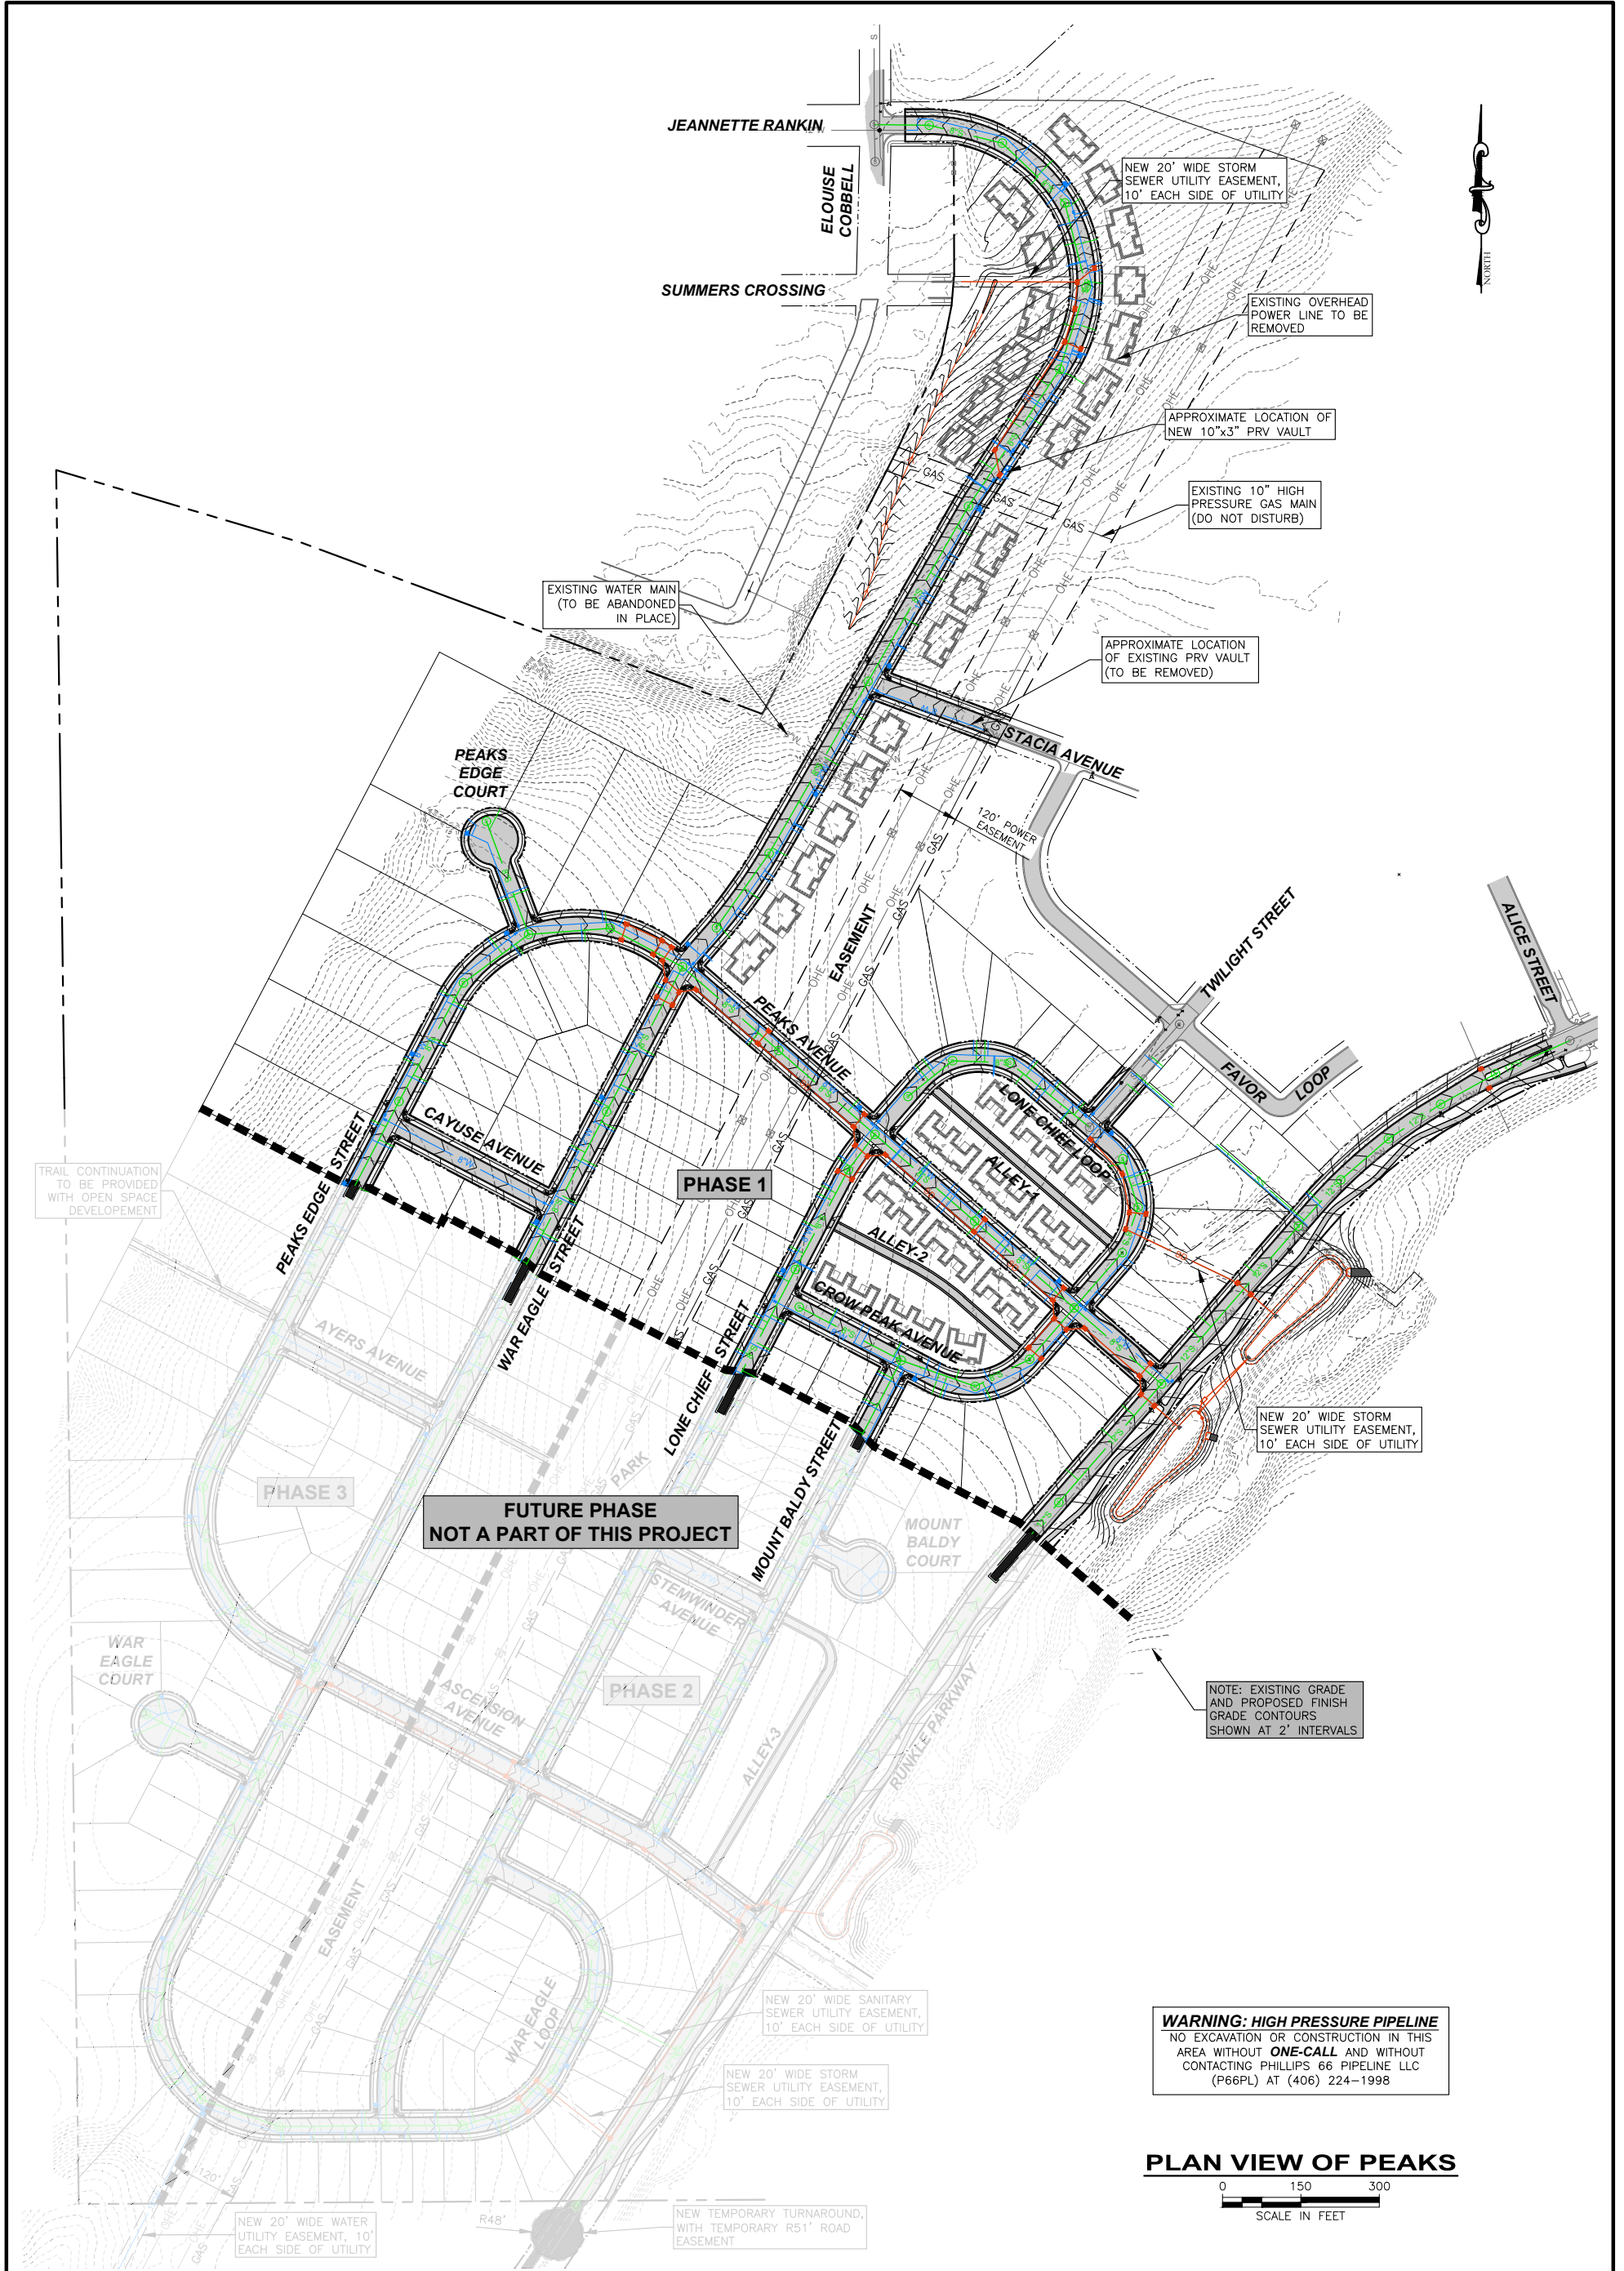 JEANNETTE RANKIN
ELOUISE
COBBELL
SUMMERS CROSSING
NEW 20' WIDE STORM
SEWER UTILITY EASEMENT,
10' EACH SIDE OF UTILITY
NORTH
EXISTING OVERHEAD
POWER LINE TO BE
REMOVED
APPROXIMATE LOCATION OF
NEW 10"x3" PRV VAULT
EXISTING 10" HIGH
PRESSURE GAS MAIN
(DO NOT DISTURB)
GAS
GAS
GAS
EXISTING WATER MAIN
(TO BE ABANDONED
IN PLACE)
APPROXIMATE LOCATION
OF EXISTING PRV VAULT
(TO BE REMOVED)
STACIA AVENUE
PEAKS
EDGE
COURT
120' POWER
EASEMENT
EASEMENT
OHE
GAS
TWILIGHT STREET
ALICE STREET
PEAKS AVENUE
FAVOR
LOOP
LONE CHIEF LOOP
ALLEY-1
ALLEY-2
CAYUSE AVENUE
8"W
PHASE 1
CROW PEAK AVENUE
TRAIL CONTINUATION
TO BE PROVIDED
WITH OPEN SPACE
DEVELOPEMENT
PEAKS EDGE STREET
WAR EAGLE STREET
LONE CHIEF STREET
MOUNT BALDY STREET
AYERS AVENUE
NEW 20' WIDE STORM
SEWER UTILITY EASEMENT,
10' EACH SIDE OF UTILITY
PARK
PHASE 3
FUTURE PHASE
NOT A PART OF THIS PROJECT
MOUNT
BALDY
COURT
STEMWINDER
AVENUE
WAR
EAGLE
COURT
PHASE 2
ASCENSION
AVENUE
ALLEY-3
RUNKLE PARKWAY
NOTE: EXISTING GRADE
AND PROPOSED FINISH
GRADE CONTOURS
SHOWN AT 2' INTERVALS
EASEMENT
WAR EAGLE
LOOP
NEW 20' WIDE SANITARY
SEWER UTILITY EASEMENT,
10' EACH SIDE OF UTILITY
NEW 20' WIDE STORM
SEWER UTILITY EASEMENT,
10' EACH SIDE OF UTILITY
WARNING: HIGH PRESSURE PIPELINE
NO EXCAVATION OR CONSTRUCTION IN THIS
AREA WITHOUT ONE-CALL AND WITHOUT
CONTACTING PHILLIPS 66 PIPELINE LLC
(P66PL) AT (406) 224-1998
PLAN VIEW OF PEAKS
0 150 300
SCALE IN FEET
120'
NEW 20' WIDE WATER
UTILITY EASEMENT, 10'
EACH SIDE OF UTILITY
R48'
NEW TEMPORARY TURNAROUND,
WITH TEMPORARY R51' ROAD
EASEMENT